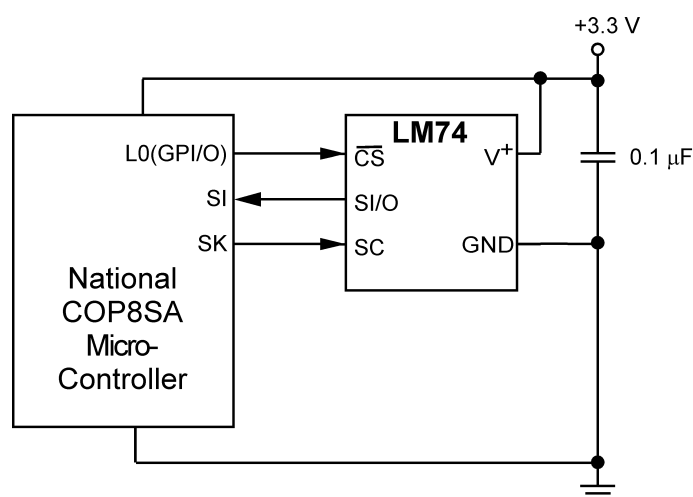 +3.3 V
LM74
L0(GPI/O)
CS
V+
0.1 µF
SI
SI/O
SK
SC
GND
National
COP8SA
Micro-
Controller